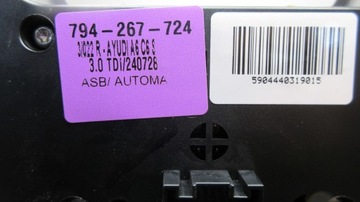 794-267-724
3/022 R-AYUDI A6 C6 3
3.0 TDI/240726
ASB/ AUTOMA
5904440319015